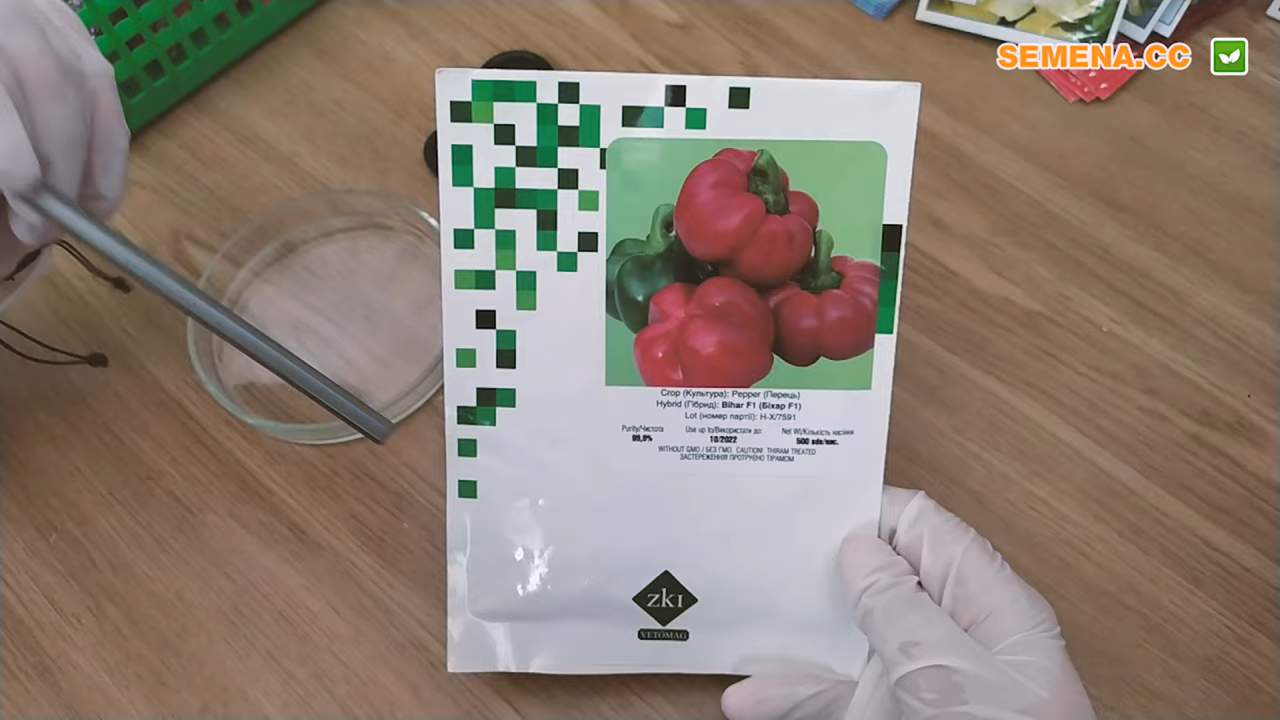 SEMENA.CC
Crop (Культура): Pepper (Перець)
Hybrid (Гібрид): Bihar F1 (Біхар F1)
Lot (номер партії): H-X/7591
Purity/Чистота Use up to/Використати до: Net Wt/Кількість насіння
99,9% 10/2022 500 sds/нас.
WITHOUT GMO / БЕЗ ГМО. CAUTION! THIRAM TREATED
ЗАСТЕРЕЖЕННЯ ПРОТРУЄНО ТІРАМОМ
zkı
VETŐMAG